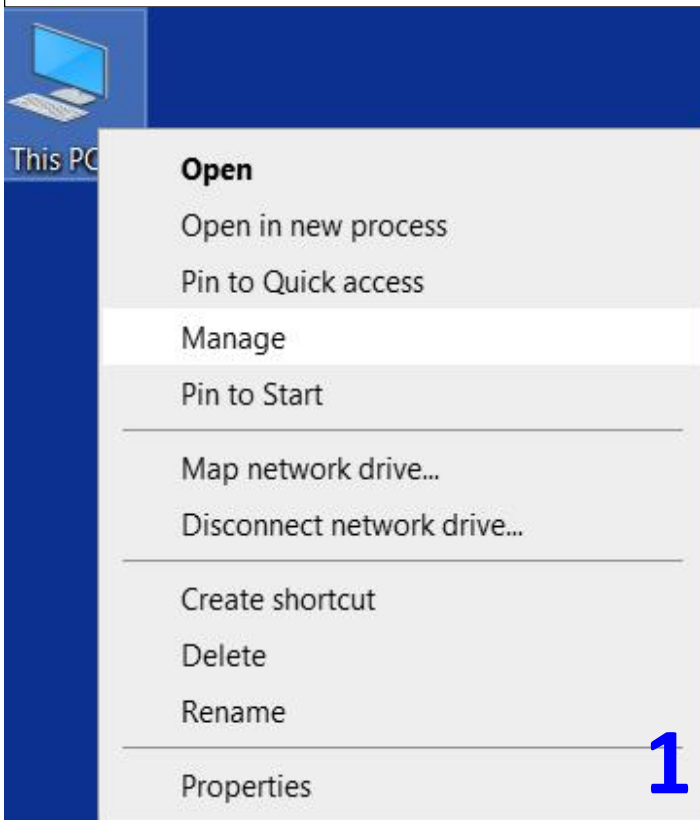 This PC
Open
Open in new process
Pin to Quick access
Manage
Pin to Start
Map network drive...
Disconnect network drive...
Create shortcut
Delete
Rename
Properties
1